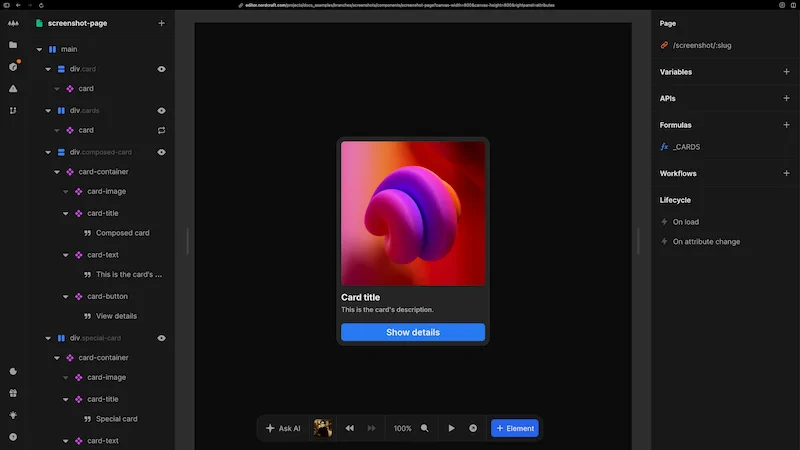 editor.nordcraft.com/projects/docs_examples/branches/screenshots/components/screenshot-page?canvas-width=800&canvas-height=800&rightpanel=attributes
screenshot-page
main
div.card
card
div.cards
card
div.composed-card
card-container
card-image
card-title
Composed card
card-text
This is the card's ...
card-button
View details
div.special-card
card-container
card-image
card-title
Special card
card-text
Card title
This is the card's description.
Show details
Ask AI
100%
Element
Page
/screenshot/:slug
Variables
APIs
Formulas
_CARDS
Workflows
Lifecycle
On load
On attribute change